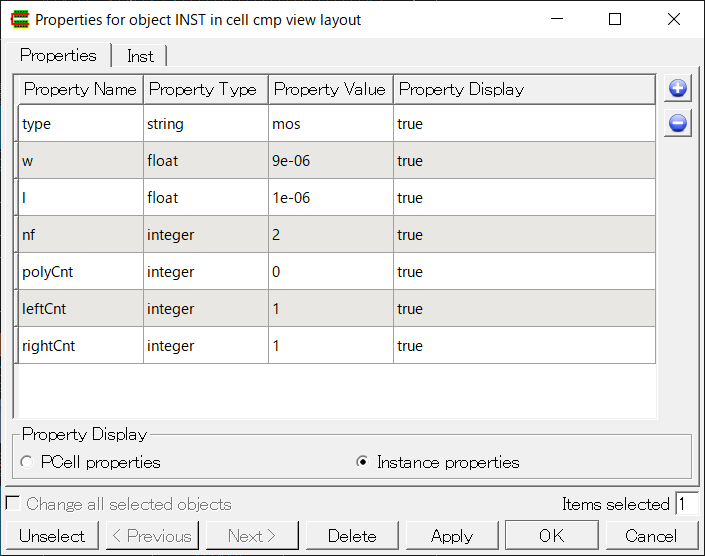 Properties for object INST in cell cmp view layout
Properties Inst
Property Name Property Type Property Value Property Display
type string mos true
w float 9e-06 true
l float 1e-06 true
nf integer 2 true
polyCnt integer 0 true
leftCnt integer 1 true
rightCnt integer 1 true
Property Display
PCell properties Instance properties
Change all selected objects Items selected 1
Unselect < Previous Next > Delete Apply OK Cancel